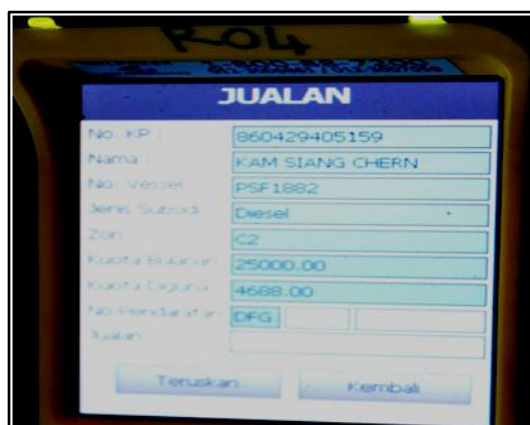 R04
JUALAN
No. KP : 860429405159
Nama : KAM SIANG CHERN
No. Vessel PSF1882
Jenis Subsidi Diesel
Zon C2
Kuota Bulanan 25000.00
Kuota Diguna 4688.00
No Pendaratan DFG
Jualan
Teruskan Kembali